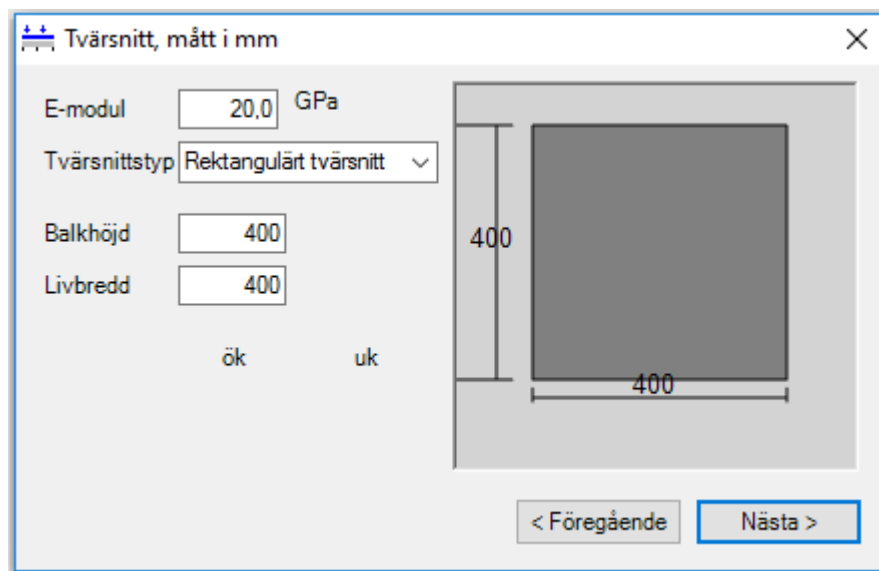 Tvärsnitt, mått i mm
E-modul 20,0 GPa
Tvärsnittstyp Rektangulärt tvärsnitt
Balkhöjd 400
Livbredd 400
ök uk
400
400
< Föregående Nästa >